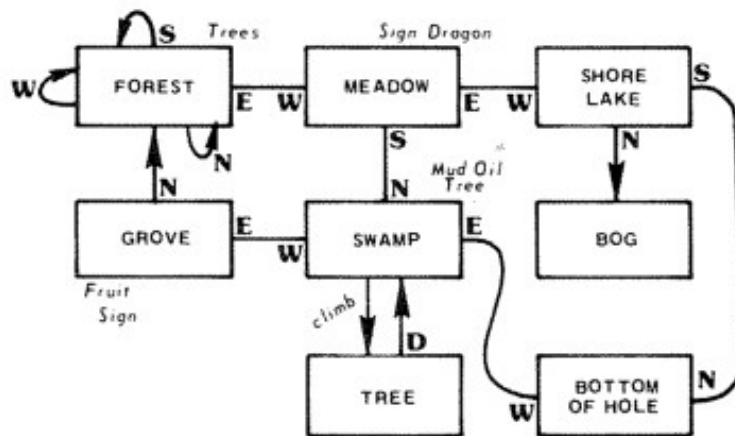 S Trees Sign Dragon
FOREST MEADOW SHORE LAKE S
W E W E W
N S N
N N Mud Oil Tree
GROVE E W SWAMP E BOG
Fruit Sign
climb D
TREE W BOTTOM OF HOLE N